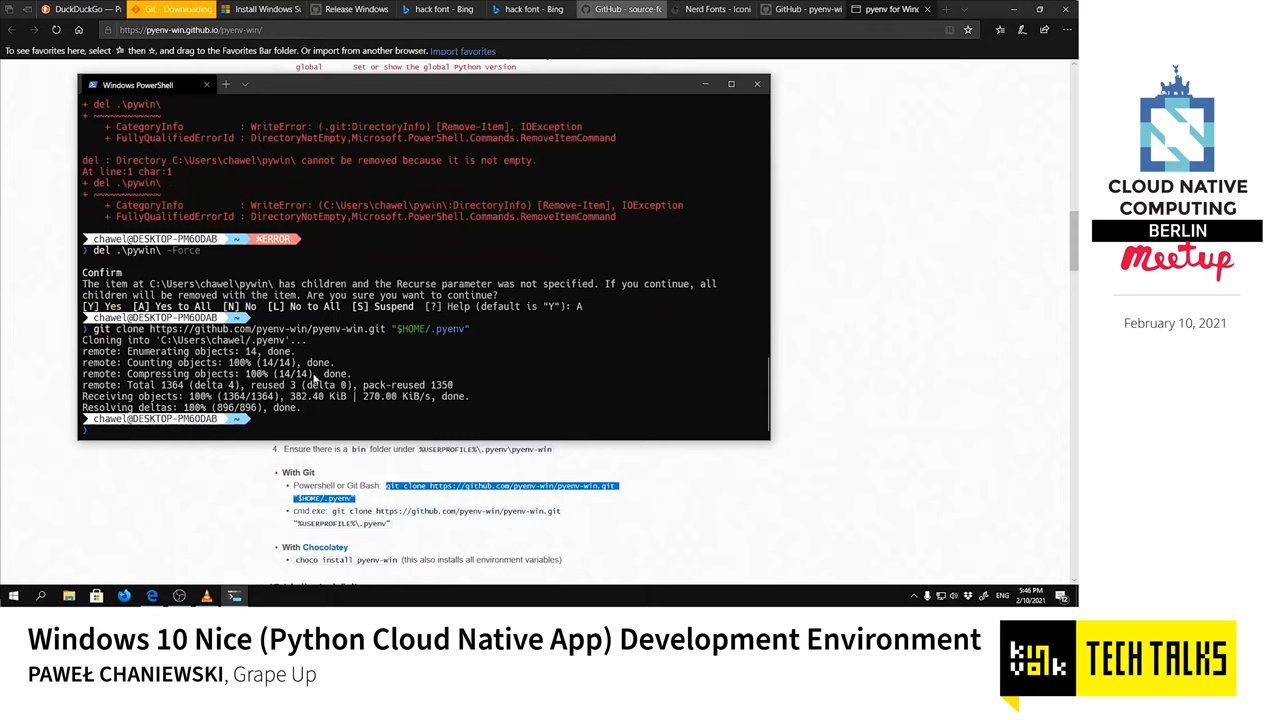 DuckDuckGo — P
Git - Downloading
Install Windows Su
Release Windows
hack font - Bing
hack font - Bing
GitHub - source-fo
Nerd Fonts - Iconi
GitHub - pyenv-w
pyenv for Winc
https://pyenv-win.github.io/pyenv-win/
To see favorites here, select then ☆, and drag to the Favorites Bar folder. Or import from another browser. Import favorites
global Set or show the global Python version
Windows PowerShell
+ del .\pywin\
+ ~~~~~~~~~~~~
+ CategoryInfo : WriteError: (.git:DirectoryInfo) [Remove-Item], IOException
+ FullyQualifiedErrorId : DirectoryNotEmpty,Microsoft.PowerShell.Commands.RemoveItemCommand
del : Directory C:\Users\chawel\pywin\ cannot be removed because it is not empty.
At line:1 char:1
+ del .\pywin\
+ ~~~~~~~~~~~~
+ CategoryInfo : WriteError: (C:\Users\chawel\pywin\:DirectoryInfo) [Remove-Item], IOException
+ FullyQualifiedErrorId : DirectoryNotEmpty,Microsoft.PowerShell.Commands.RemoveItemCommand
chawel@DESKTOP-PM6ODAB ~ ERROR
❯ del .\pywin\ -Force
Confirm
The item at C:\Users\chawel\pywin\ has children and the Recurse parameter was not specified. If you continue, all
children will be removed with the item. Are you sure you want to continue?
[Y] Yes [A] Yes to All [N] No [L] No to All [S] Suspend [?] Help (default is "Y"): A
chawel@DESKTOP-PM6ODAB ~
❯ git clone https://github.com/pyenv-win/pyenv-win.git "$HOME/.pyenv"
Cloning into 'C:\Users\chawel/.pyenv'...
remote: Enumerating objects: 14, done.
remote: Counting objects: 100% (14/14), done.
remote: Compressing objects: 100% (14/14), done.
remote: Total 1364 (delta 4), reused 3 (delta 0), pack-reused 1350
Receiving objects: 100% (1364/1364), 382.40 KiB | 270.00 KiB/s, done.
Resolving deltas: 100% (896/896), done.
chawel@DESKTOP-PM6ODAB ~
❯
4. Ensure there is a bin folder under %USERPROFILE%\.pyenv\pyenv-win
• With Git
• Powershell or Git Bash: git clone https://github.com/pyenv-win/pyenv-win.git
"$HOME/.pyenv"
• cmd.exe: git clone https://github.com/pyenv-win/pyenv-win.git
"%USERPROFILE%\.pyenv"
• With Chocolatey
• choco install pyenv-win (this also installs all environment variables)
ENG
5:46 PM
2/10/2021
12
CLOUD NATIVE
COMPUTING
BERLIN
Meetup
February 10, 2021
Windows 10 Nice (Python Cloud Native App) Development Environment
PAWEŁ CHANIEWSKI, Grape Up
kinvolk
TECH TALKS